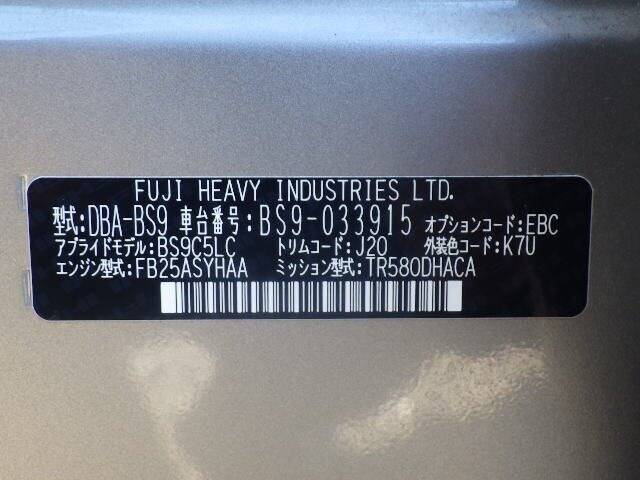 FUJI HEAVY INDUSTRIES LTD.
型式:DBA-BS9 車台番号:BS9-033915 オプションコード:EBC
アプライドモデル:BS9C5LC トリムコード:J20 外装色コード:K7U
エンジン型式:FB25ASYHAA ミッション型式:TR580DHACA